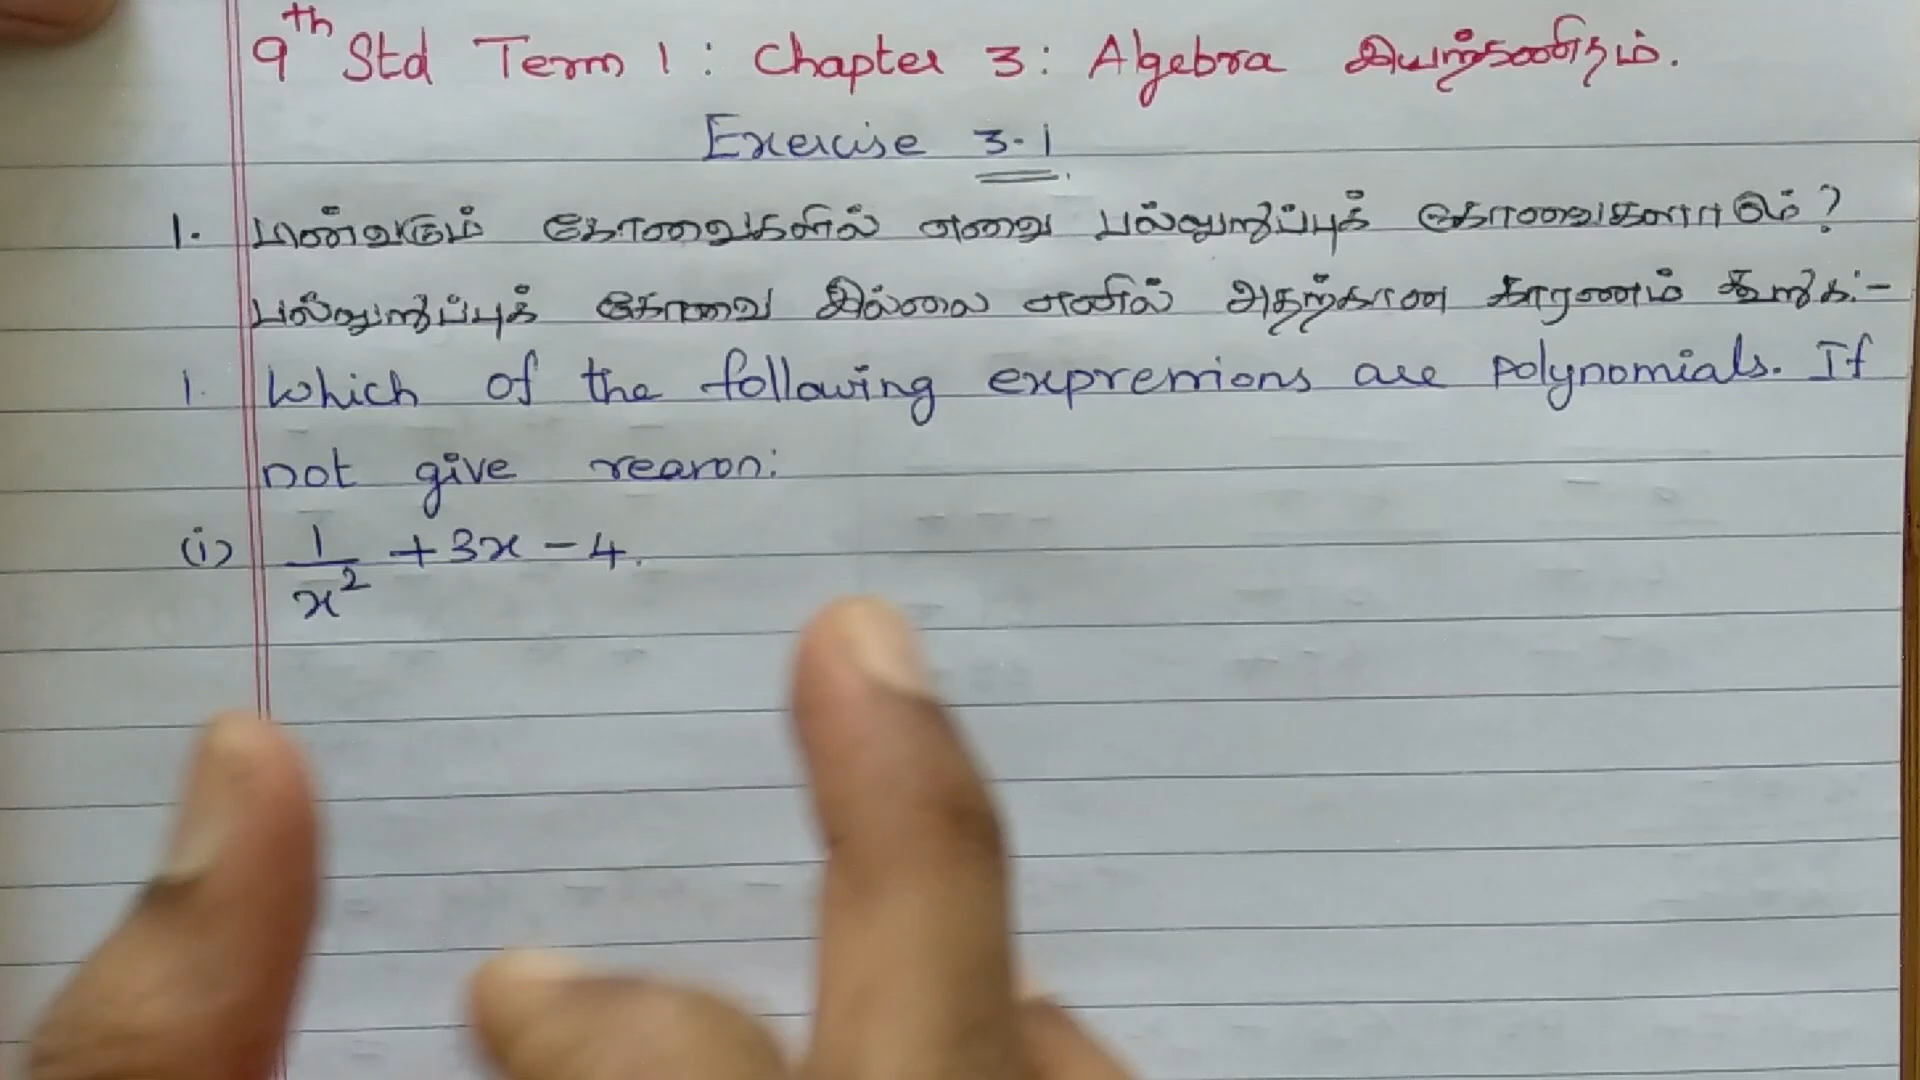 9th Std Term 1 : Chapter 3 : Algebra இயற்கணிதம்.
Exercise 3.1
1. பின்வரும் கோவைகளில் எவை பல்லுறுப்புக் கோவைகளாகும்?
பல்லுறுப்புக் கோவை இல்லை எனில் அதற்கான காரணம் கூறுக:-
1. Which of the following expressions are polynomials. If
not give reason:
(i) 1/x² + 3x - 4.